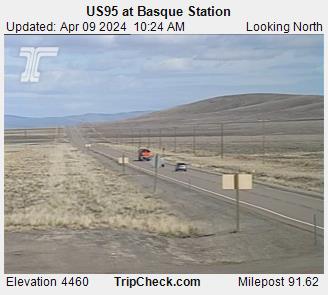 US95 at Basque Station
Updated: Apr 09 2024 10:24 AM
Looking North
Elevation 4460
TripCheck.com
Milepost 91.62